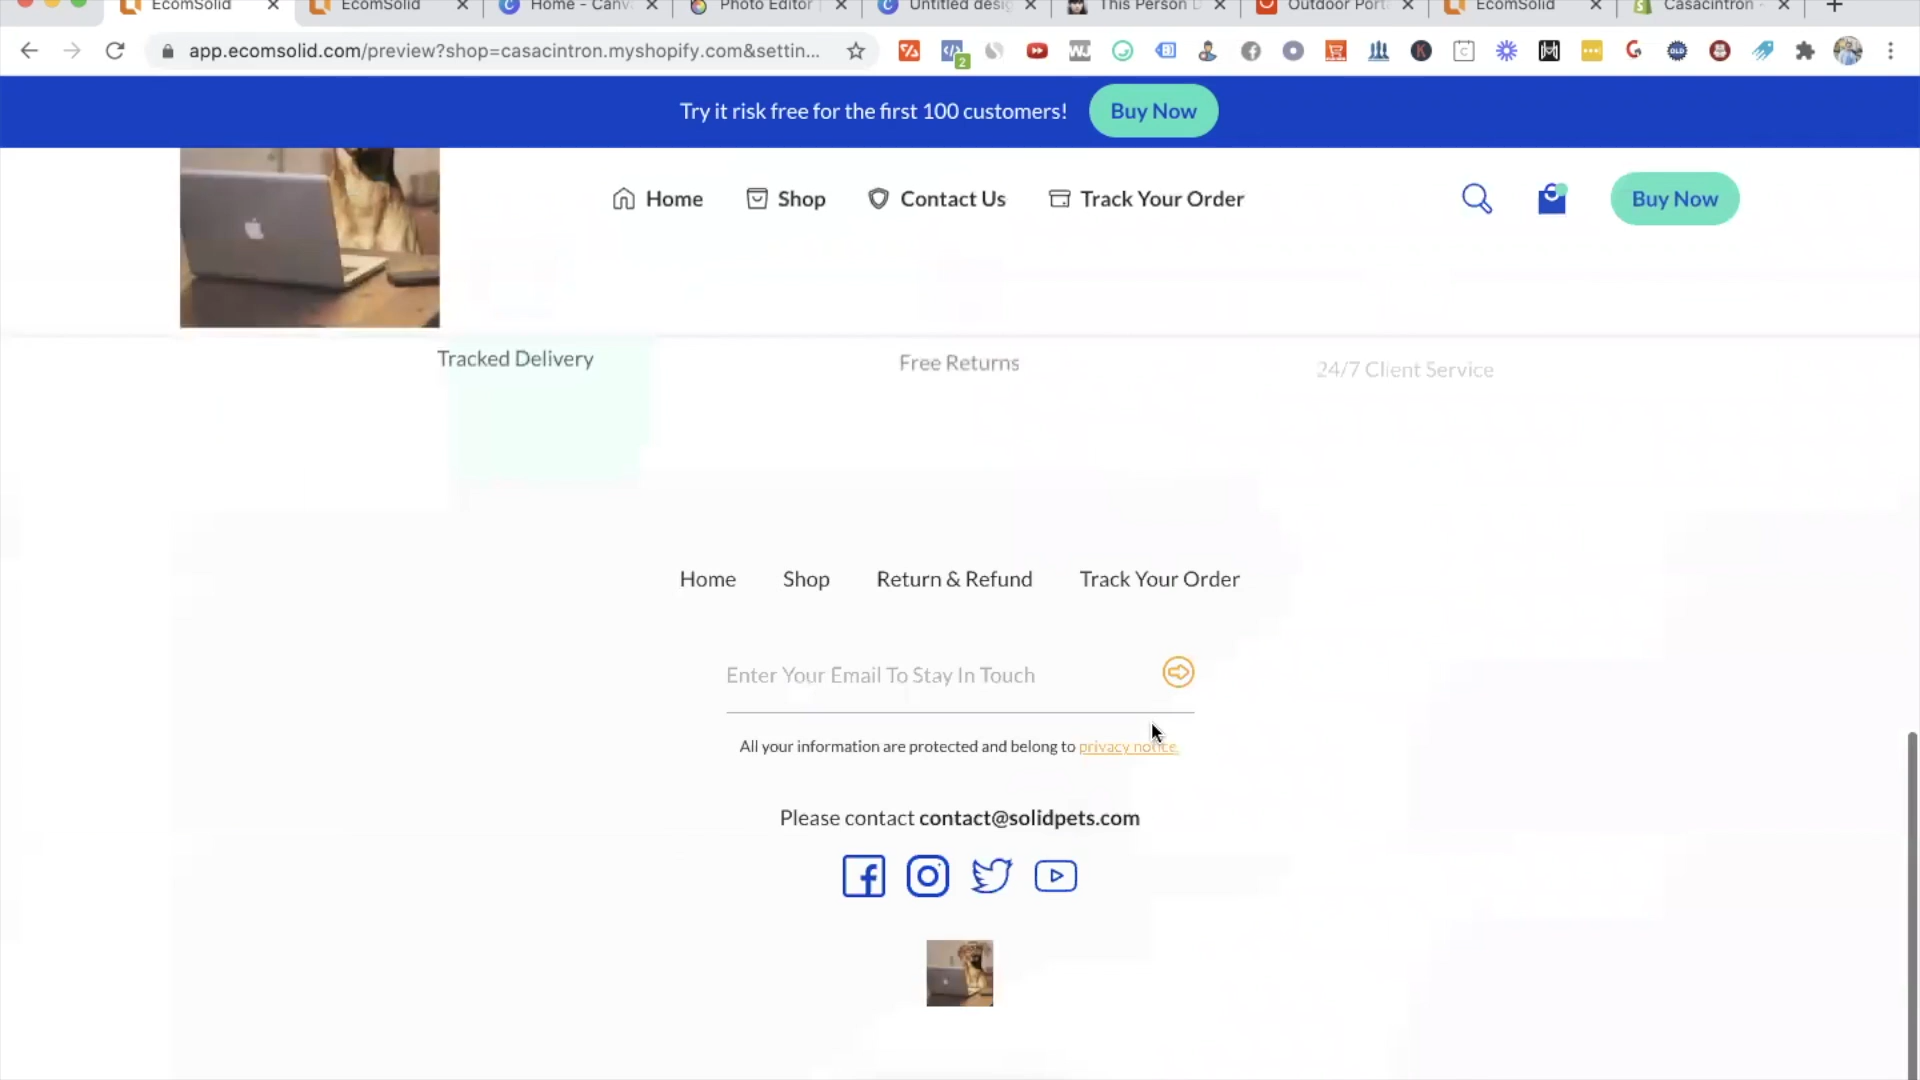 EcomSolid
EcomSolid
Home - Canv
Photo Editor
Untitled desig
This Person D
Outdoor Port
EcomSolid
Casacintron -
app.ecomsolid.com/preview?shop=casacintron.myshopify.com&settin...
2
Try it risk free for the first 100 customers!
Buy Now
Home
Shop
Contact Us
Track Your Order
Buy Now
Tracked Delivery
Free Returns
24/7 Client Service
Home
Shop
Return & Refund
Track Your Order
Enter Your Email To Stay In Touch
All your information are protected and belong to privacy notice.
Please contact contact@solidpets.com